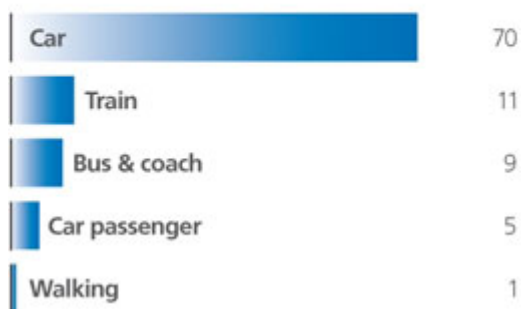 Car 70
Train 11
Bus & coach 9
Car passenger 5
Walking 1